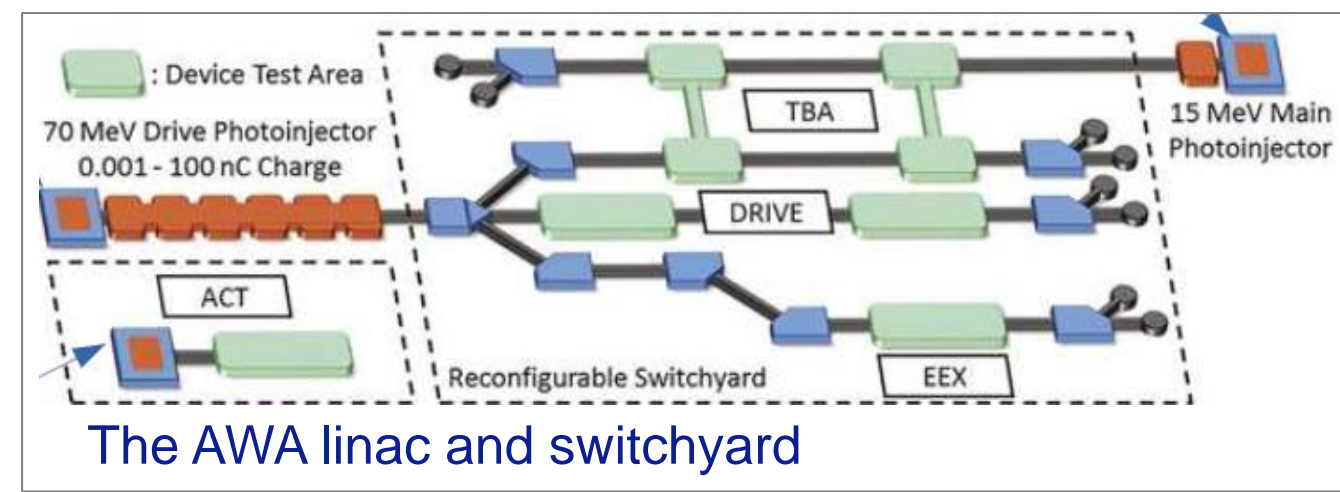 : Device Test Area
70 MeV Drive Photoinjector
0.001 - 100 nC Charge
TBA
15 MeV Main
Photoinjector
DRIVE
ACT
Reconfigurable Switchyard
EEX
The AWA linac and switchyard